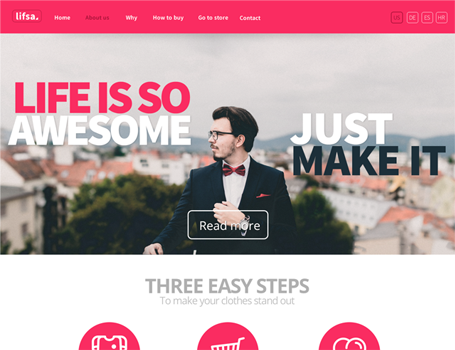 lifsa.
Home About us Why How to buy Go to store Contact
US DE ES HR
LIFE IS SO
AWESOME
JUST
MAKE IT
Read more
THREE EASY STEPS
To make your clothes stand out